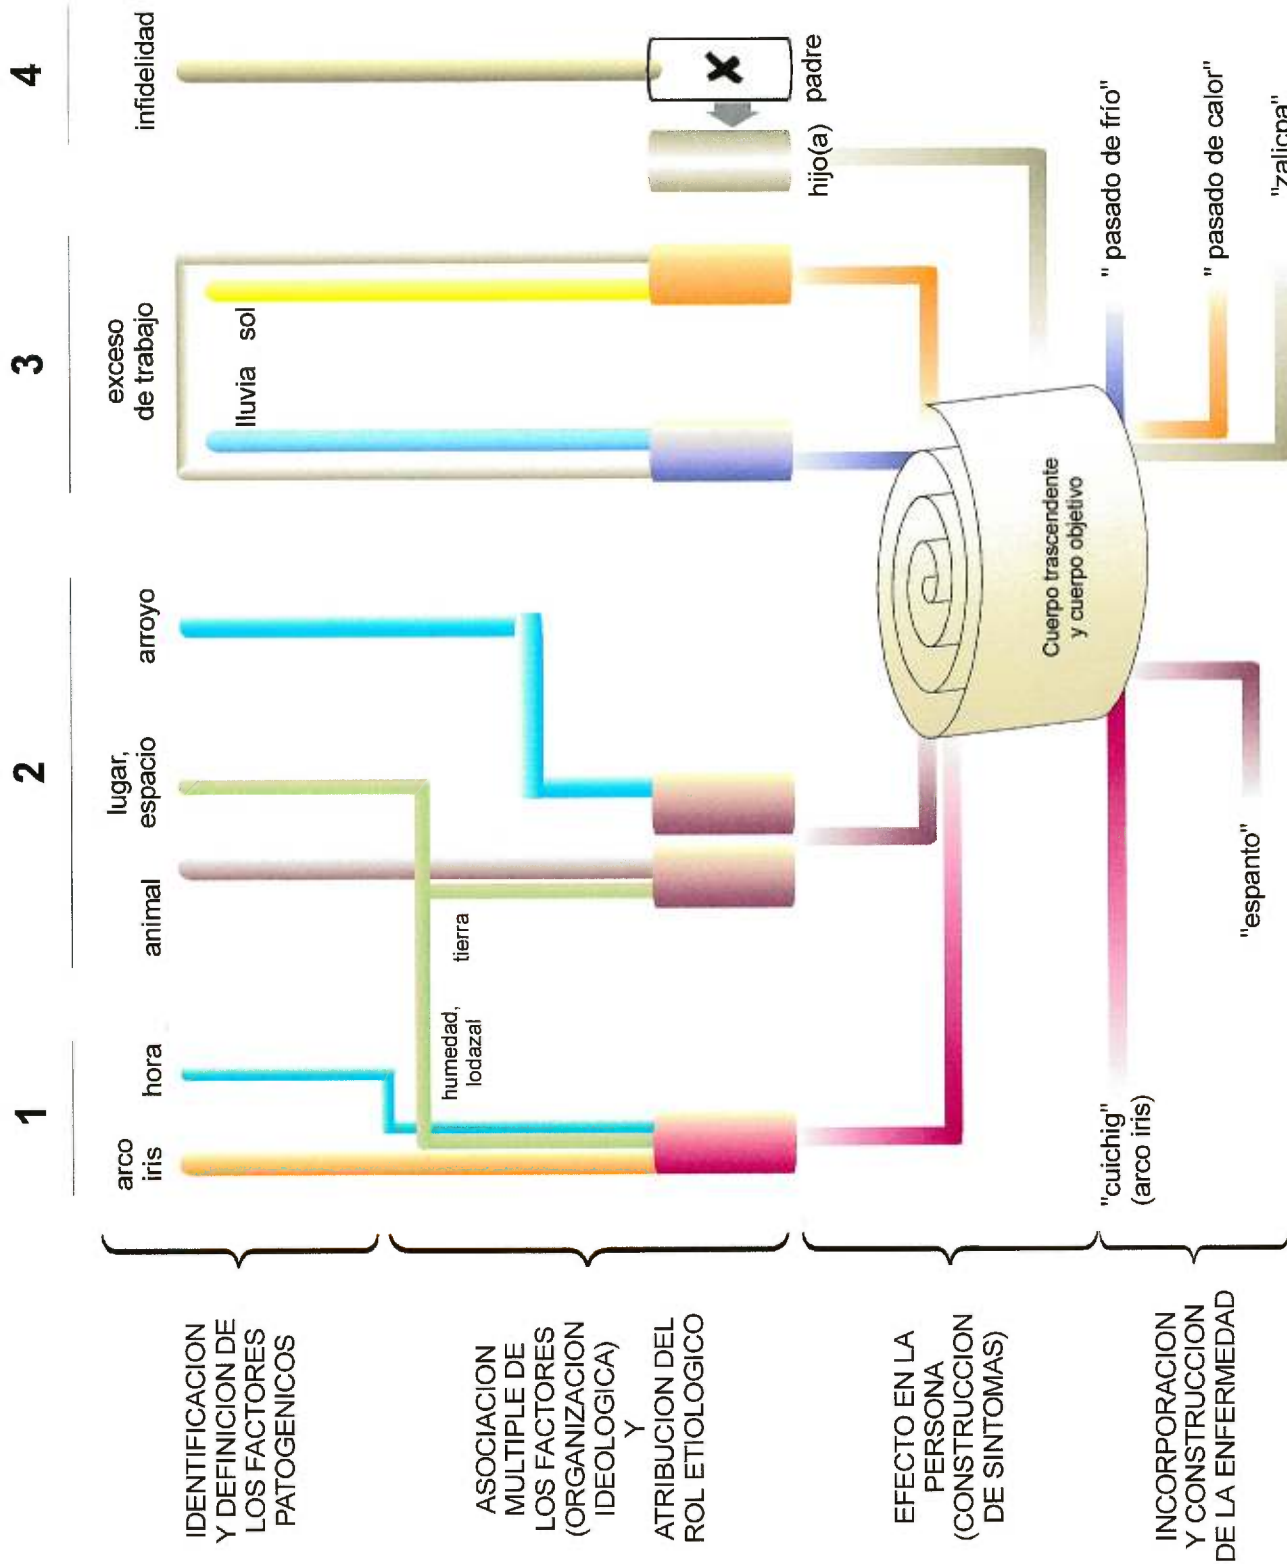 1
2
3
4
arco
iris
hora
animal
lugar,
espacio
arroyo
exceso
de trabajo
lluvia
sol
infidelidad
IDENTIFICACION
Y DEFINICION DE
LOS FACTORES
PATOGENICOS
humedad,
lodazal
tierra
ASOCIACION
MULTIPLE DE
LOS FACTORES
(ORGANIZACION
IDEOLOGICA)
Y
ATRIBUCION DEL
ROL ETIOLOGICO
hijo(a)
padre
EFECTO EN LA
PERSONA
(CONSTRUCCION
DE SINTOMAS)
Cuerpo trascendente
y cuerpo objetivo
INCORPORACION
Y CONSTRUCCION
DE LA ENFERMEDAD
"cuichig"
(arco iris)
"espanto"
" pasado de frío"
" pasado de calor"
"zalicpa"